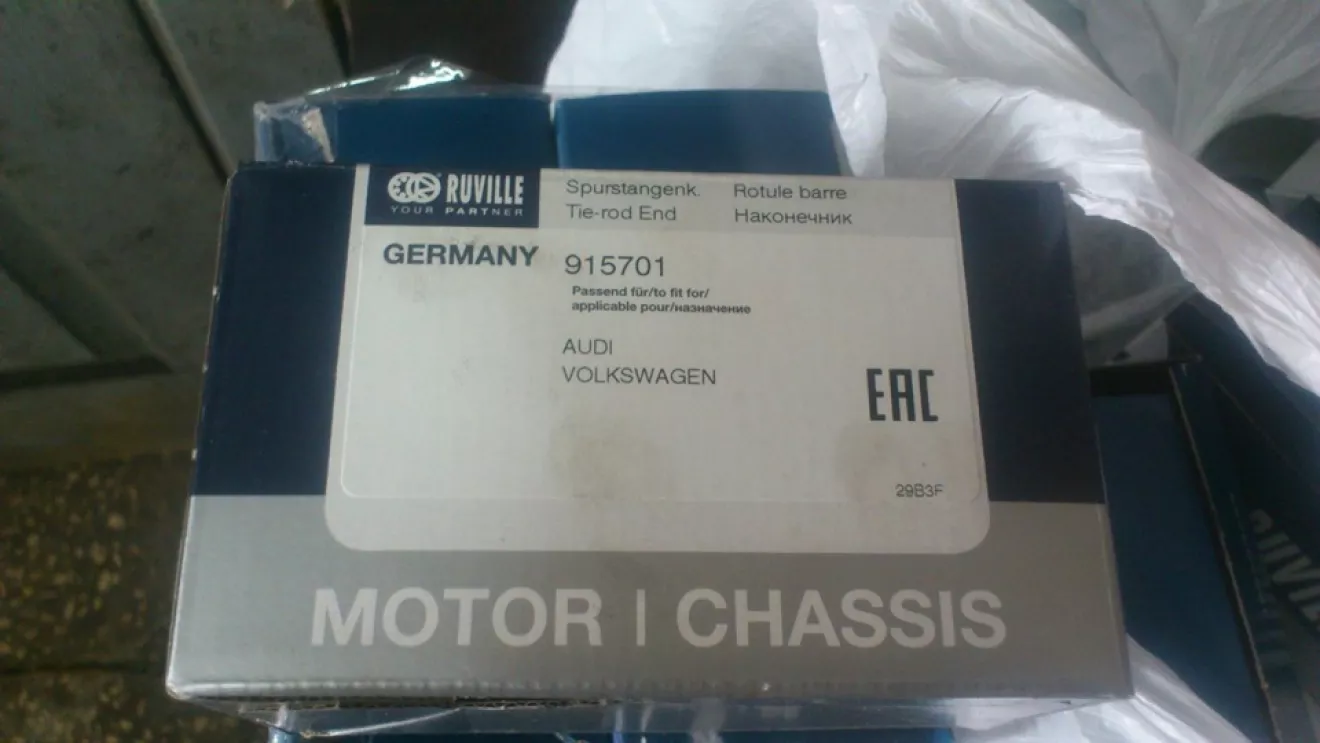 RUVILLE
YOUR PARTNER
Spurstangenk. Rotule barre
Tie-rod End Наконечник
GERMANY
915701
Passend für/to fit for/
applicable pour/назначение
AUDI
VOLKSWAGEN
EAC
29B3F
MOTOR | CHASSIS